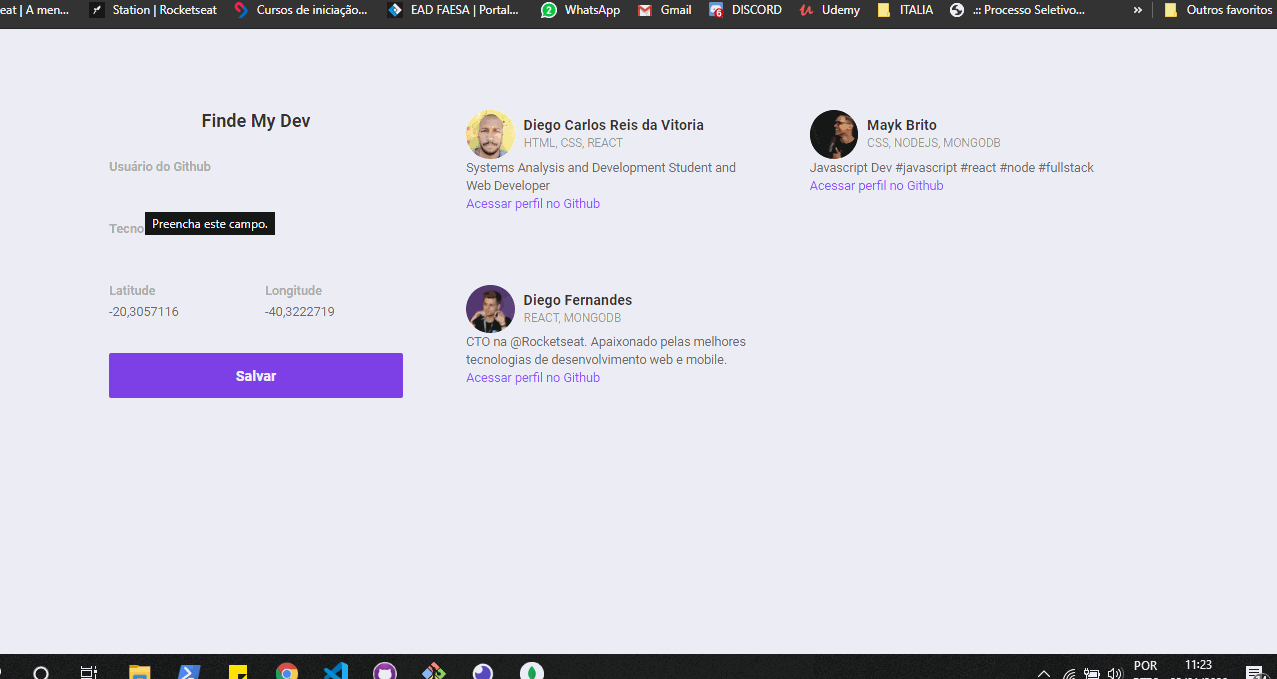 eat | A men...
Station | Rocketseat
Cursos de iniciação...
EAD FAESA | Portal...
2
WhatsApp
Gmail
DISCORD
Udemy
ITALIA
.:: Processo Seletivo...
»
Outros favoritos
Finde My Dev
Usuário do Github
Tecno
Preencha este campo.
Latitude
Longitude
-20,3057116
-40,3222719
Salvar
Diego Carlos Reis da Vitoria
HTML, CSS, REACT
Systems Analysis and Development Student and
Web Developer
Acessar perfil no Github
Mayk Brito
CSS, NODEJS, MONGODB
Javascript Dev #javascript #react #node #fullstack
Acessar perfil no Github
Diego Fernandes
REACT, MONGODB
CTO na @Rocketseat. Apaixonado pelas melhores
tecnologias de desenvolvimento web e mobile.
Acessar perfil no Github
POR
11:23